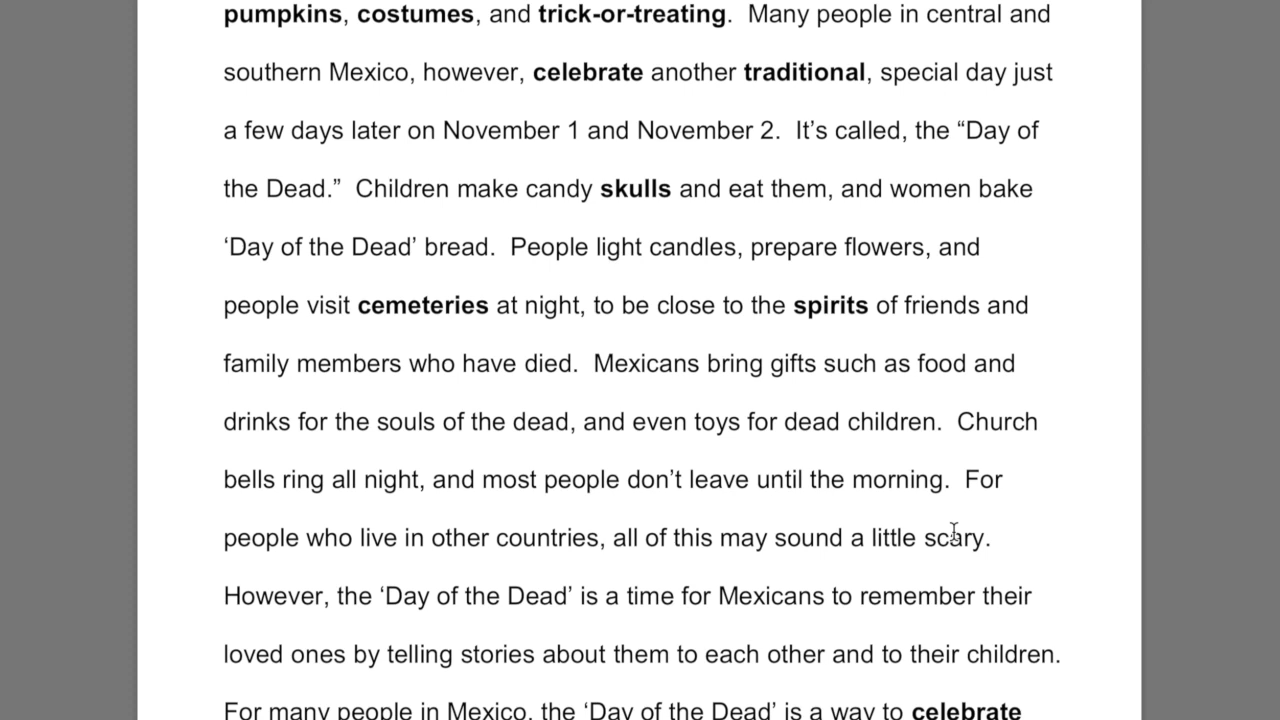 pumpkins, costumes, and trick-or-treating.  Many people in central and
southern Mexico, however, celebrate another traditional, special day just
a few days later on November 1 and November 2.  It’s called, the “Day of
the Dead.”  Children make candy skulls and eat them, and women bake
‘Day of the Dead’ bread.  People light candles, prepare flowers, and
people visit cemeteries at night, to be close to the spirits of friends and
family members who have died.  Mexicans bring gifts such as food and
drinks for the souls of the dead, and even toys for dead children.  Church
bells ring all night, and most people don’t leave until the morning.  For
people who live in other countries, all of this may sound a little scary.
However, the ‘Day of the Dead’ is a time for Mexicans to remember their
loved ones by telling stories about them to each other and to their children.
For many people in Mexico, the ‘Day of the Dead’ is a way to celebrate